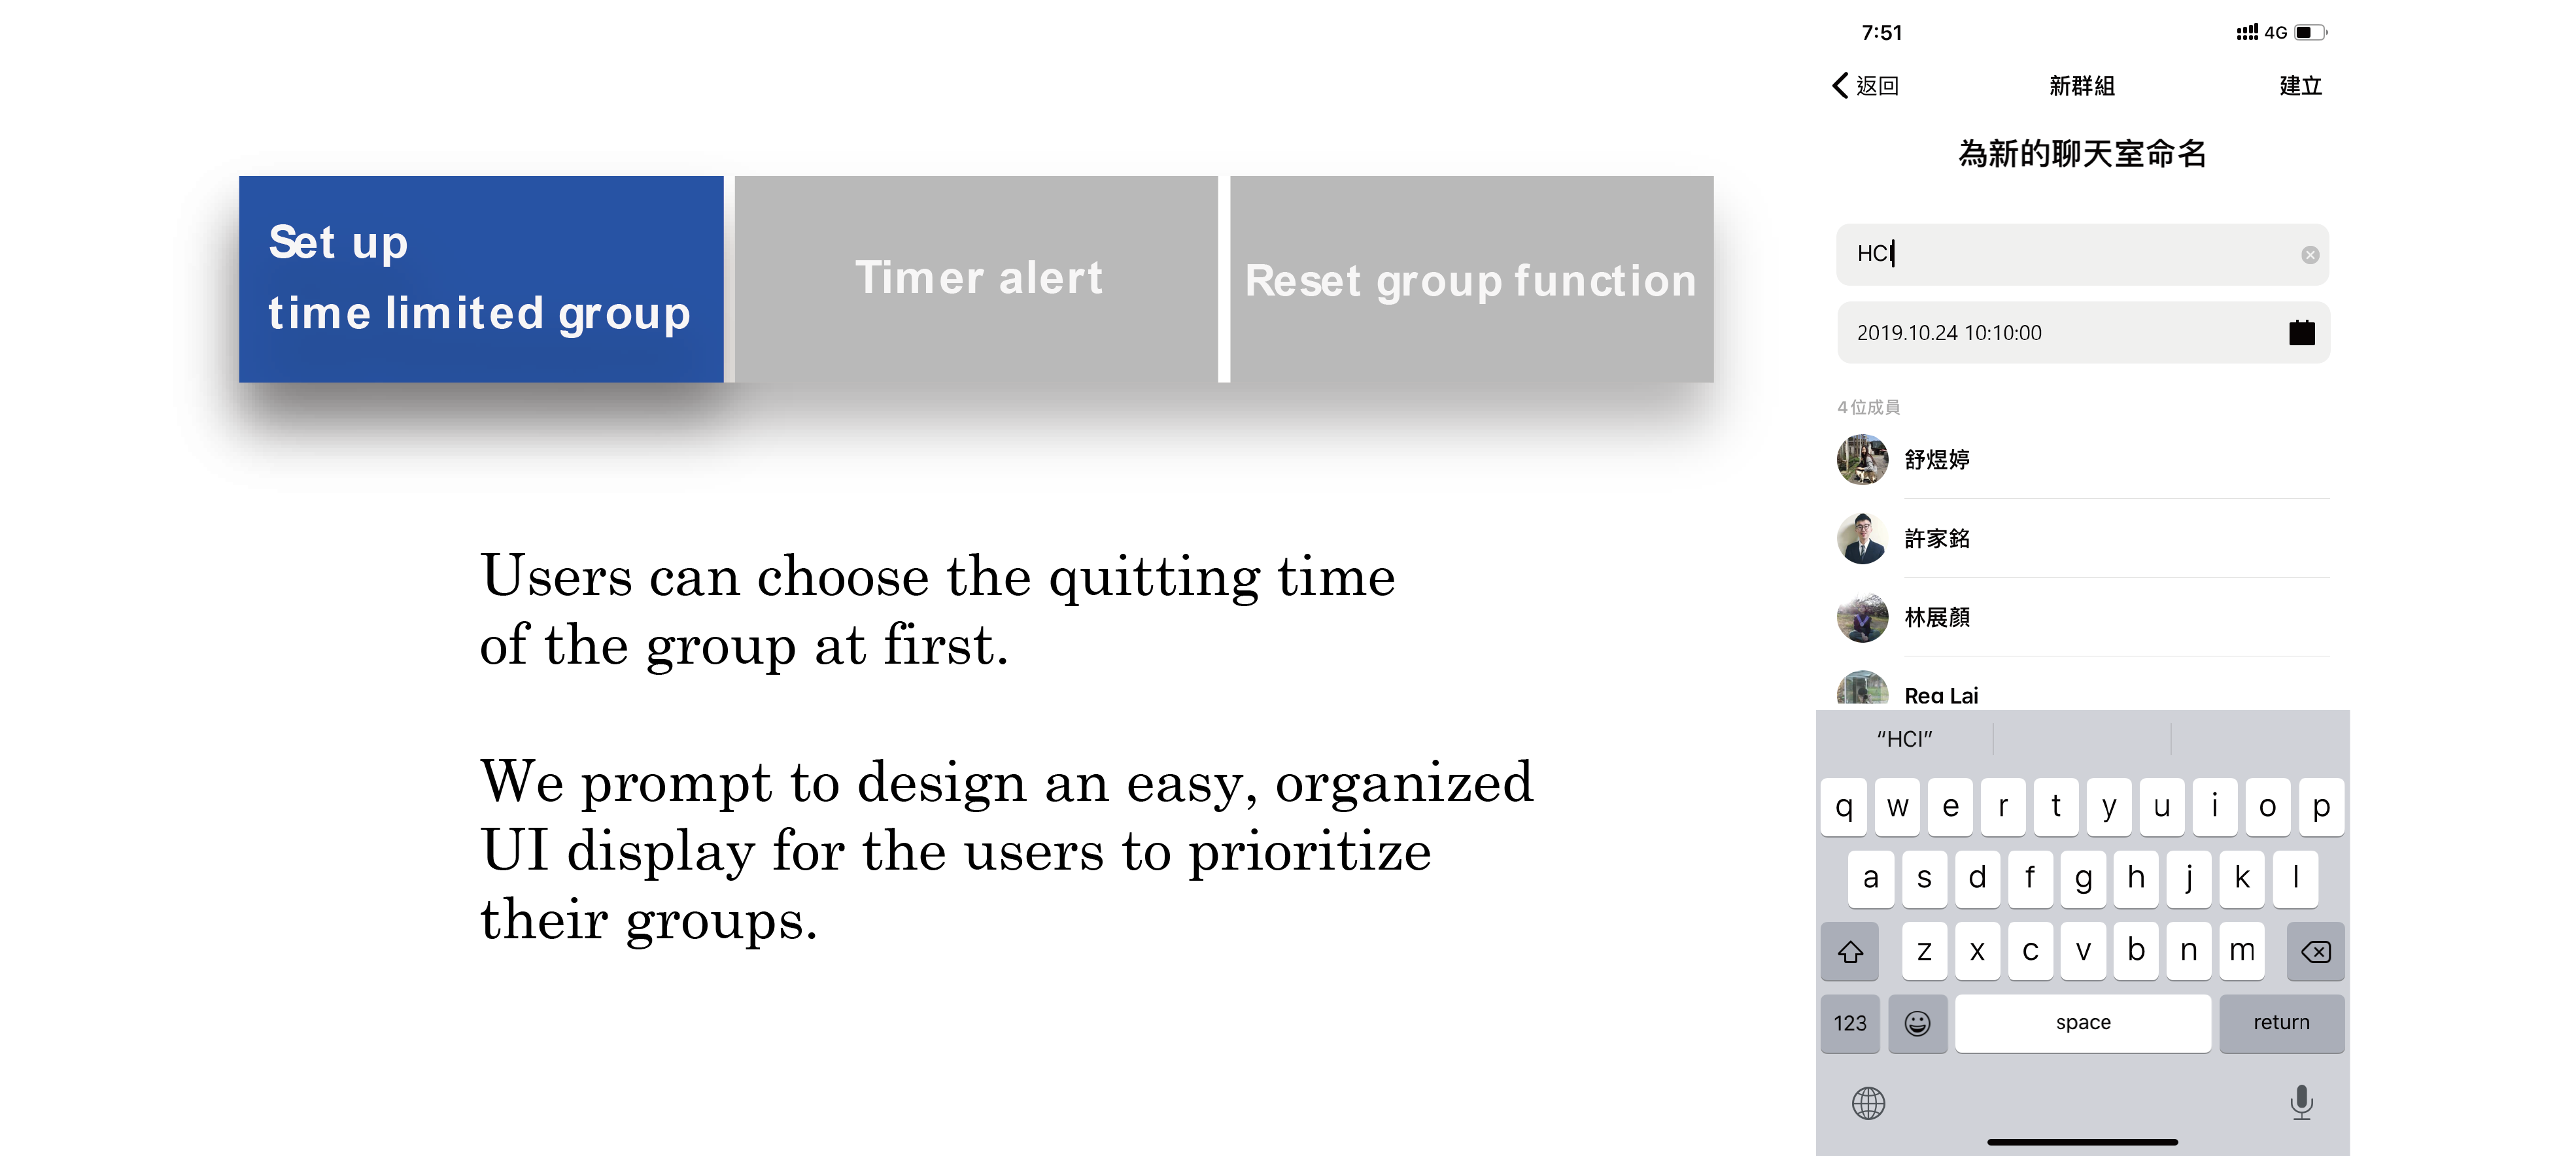 Set up
time limited group
Timer alert
Reset group function
Users can choose the quitting time
of the group at first.
We prompt to design an easy, organized
UI display for the users to prioritize
their groups.
7:51
4G
返回
新群組
建立
為新的聊天室命名
HCI
2019.10.24 10:10:00
4位成員
舒煜婷
許家銘
林展顏
Reg Lai
“HCI”
q w e r t y u i o p
a s d f g h j k l
z x c v b n m
123
space
return